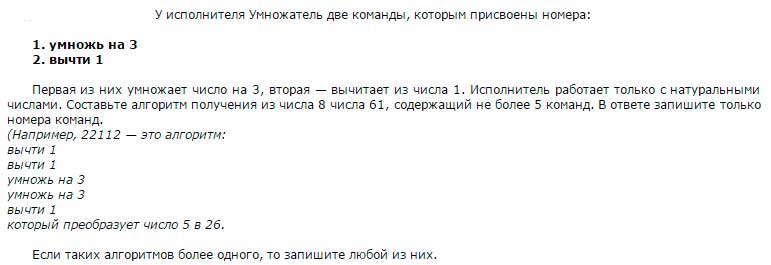 У исполнителя Умножатель две команды, которым присвоены номера:
1. умножь на 3
2. вычти 1
Первая из них умножает число на 3, вторая — вычитает из числа 1. Исполнитель работает только с натуральными
числами. Составьте алгоритм получения из числа 8 числа 61, содержащий не более 5 команд. В ответе запишите только
номера команд.
(Например, 22112 — это алгоритм:
вычти 1
вычти 1
умножь на 3
умножь на 3
вычти 1
который преобразует число 5 в 26.
Если таких алгоритмов более одного, то запишите любой из них.